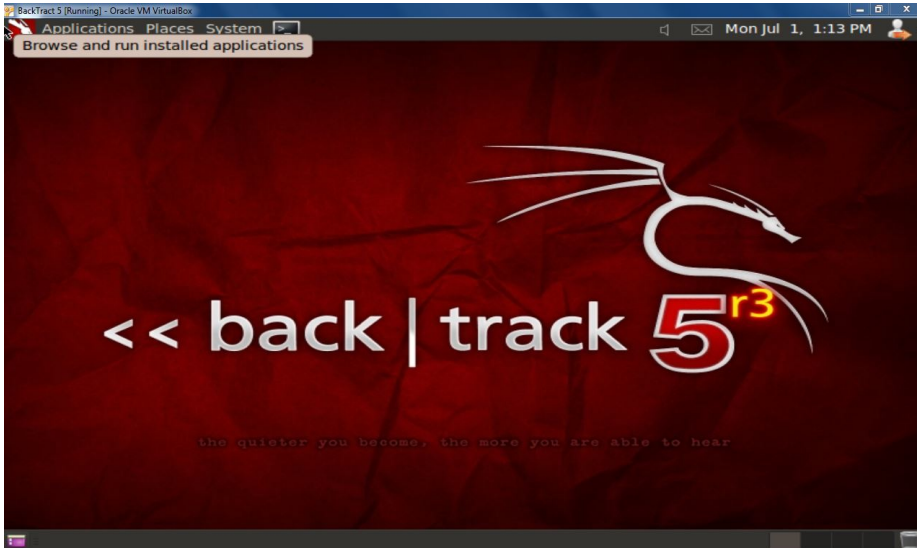 BackTract 5 [Running] - Oracle VM VirtualBox
Applications Places System >_ Mon Jul 1, 1:13 PM
Browse and run installed applications
<< back | track 5 r3
the quieter you become, the more you are able to hear